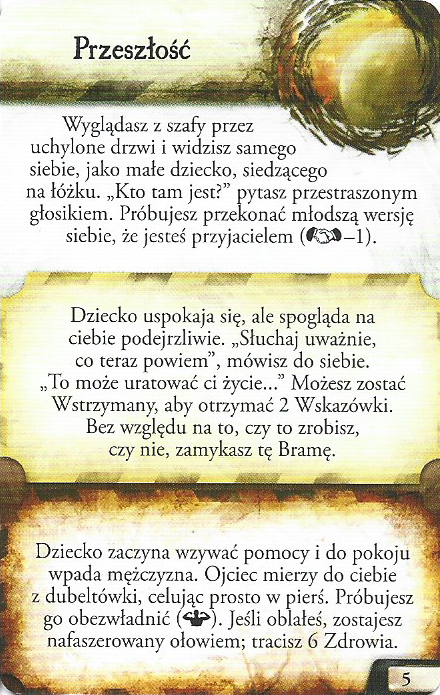 Przeszłość
Wyglądasz z szafy przez
uchylone drzwi i widzisz samego
siebie, jako małe dziecko, siedzącego
na łóżku. „Kto tam jest?” pytasz przestraszonym
głosikiem. Próbujesz przekonać młodszą wersję
siebie, że jesteś przyjacielem (–1).
Dziecko uspokaja się, ale spogląda na
ciebie podejrzliwie. „Słuchaj uważnie,
co teraz powiem”, mówisz do siebie.
„To może uratować ci życie...” Możesz zostać
Wstrzymany, aby otrzymać 2 Wskazówki.
Bez względu na to, czy to zrobisz,
czy nie, zamykasz tę Bramę.
Dziecko zaczyna wzywać pomocy i do pokoju
wpada mężczyzna. Ojciec mierzy do ciebie
z dubeltówki, celując prosto w pierś. Próbujesz
go obezwładnić (). Jeśli oblałeś, zostajesz
nafaszerowany ołowiem; tracisz 6 Zdrowia.
5